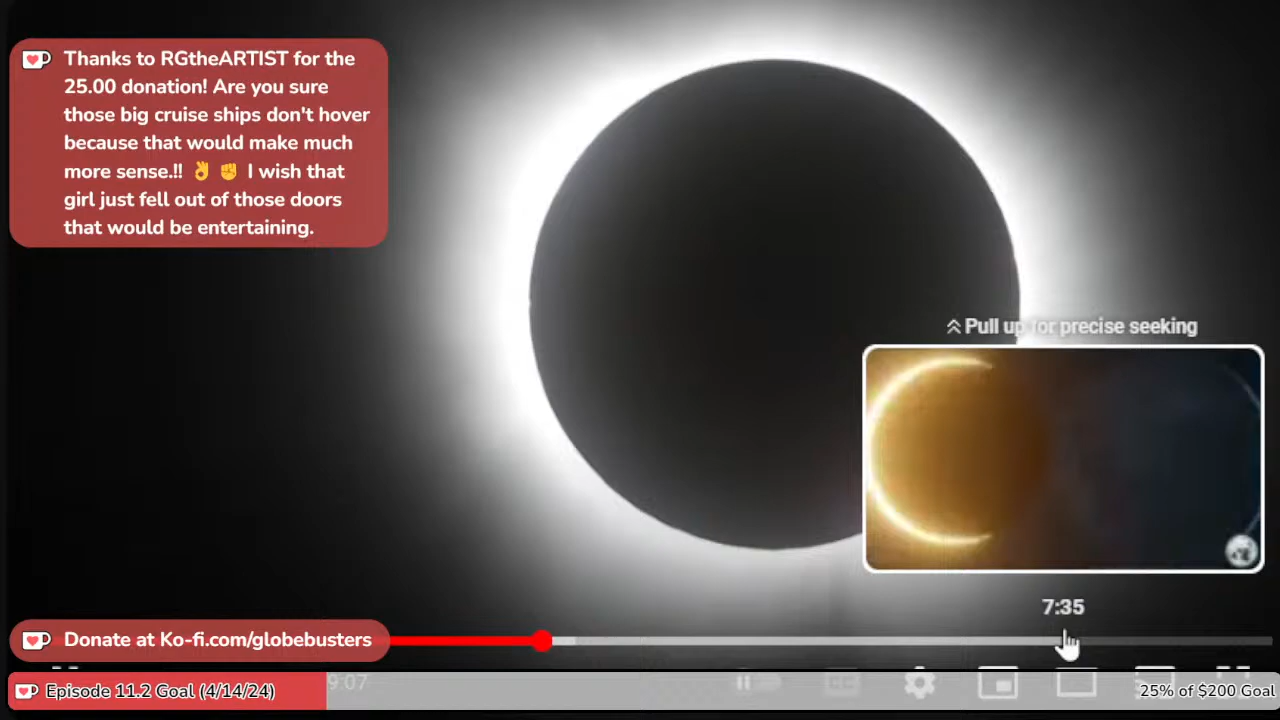 Thanks to RGtheARTIST for the
25.00 donation! Are you sure
those big cruise ships don't hover
because that would make much
more sense.!! 👌 ✊ I wish that
girl just fell out of those doors
that would be entertaining.
Pull up for precise seeking
7:35
Donate at Ko-fi.com/globebusters
9:07
Episode 11.2 Goal (4/14/24)
25% of $200 Goal